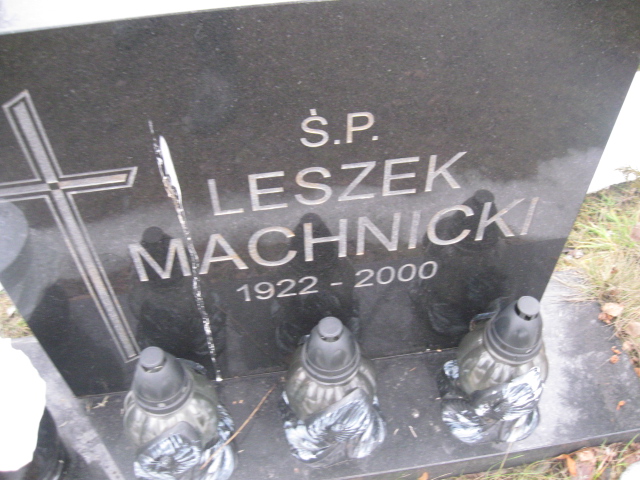 Ś.P.
LESZEK
MACHNICKI
1922 - 2000